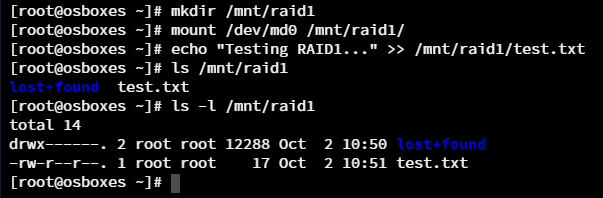 [root@osboxes ~]# mkdir /mnt/raid1
[root@osboxes ~]# mount /dev/md0 /mnt/raid1/
[root@osboxes ~]# echo "Testing RAID1..." >> /mnt/raid1/test.txt
[root@osboxes ~]# ls /mnt/raid1
lost+found  test.txt
[root@osboxes ~]# ls -l /mnt/raid1
total 14
drwx------. 2 root root 12288 Oct  2 10:50 lost+found
-rw-r--r--. 1 root root    17 Oct  2 10:51 test.txt
[root@osboxes ~]#